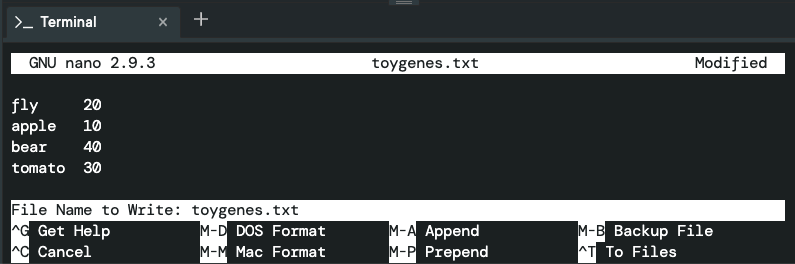 >_ Terminal × +
GNU nano 2.9.3 toygenes.txt Modified
fly 20
apple 10
bear 40
tomato 30
File Name to Write: toygenes.txt
^G Get Help M-D DOS Format M-A Append M-B Backup File
^C Cancel M-M Mac Format M-P Prepend ^T To Files